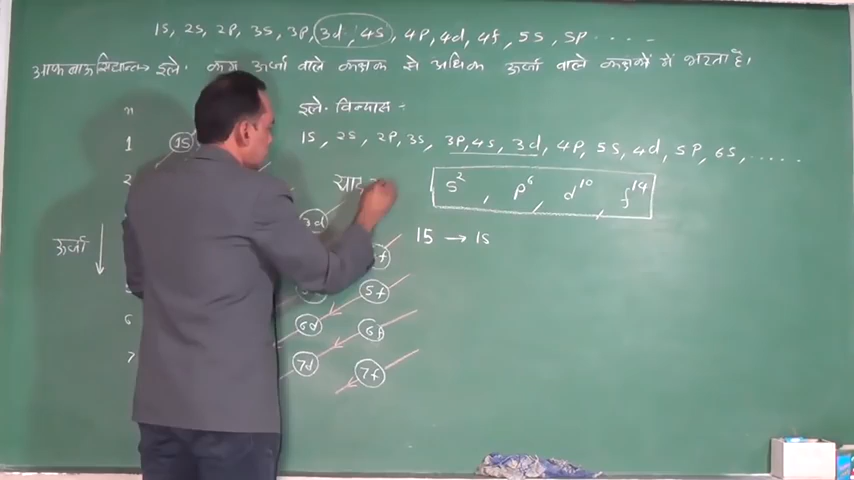 1S, 2S, 2P, 3S, 3P, 3d, 4S, 4P, 4d, 4f, 5S, 5P .....
आफबाऊ सिद्धान्त→ इले. कम ऊर्जा वाले कक्षक से अधिक ऊर्जा वाले कक्षकों में भरता है।
n इले. विन्यास :-
1 1S 1S, 2S, 2P, 3S, 3P, 4S, 3d, 4P, 5S, 4d, 5P, 6S, .....
2 याद S², P⁶, d¹⁰, f¹⁴
3d
ऊर्जा f 15 → 1S
5f
6 6d 6f
7 7d 7f